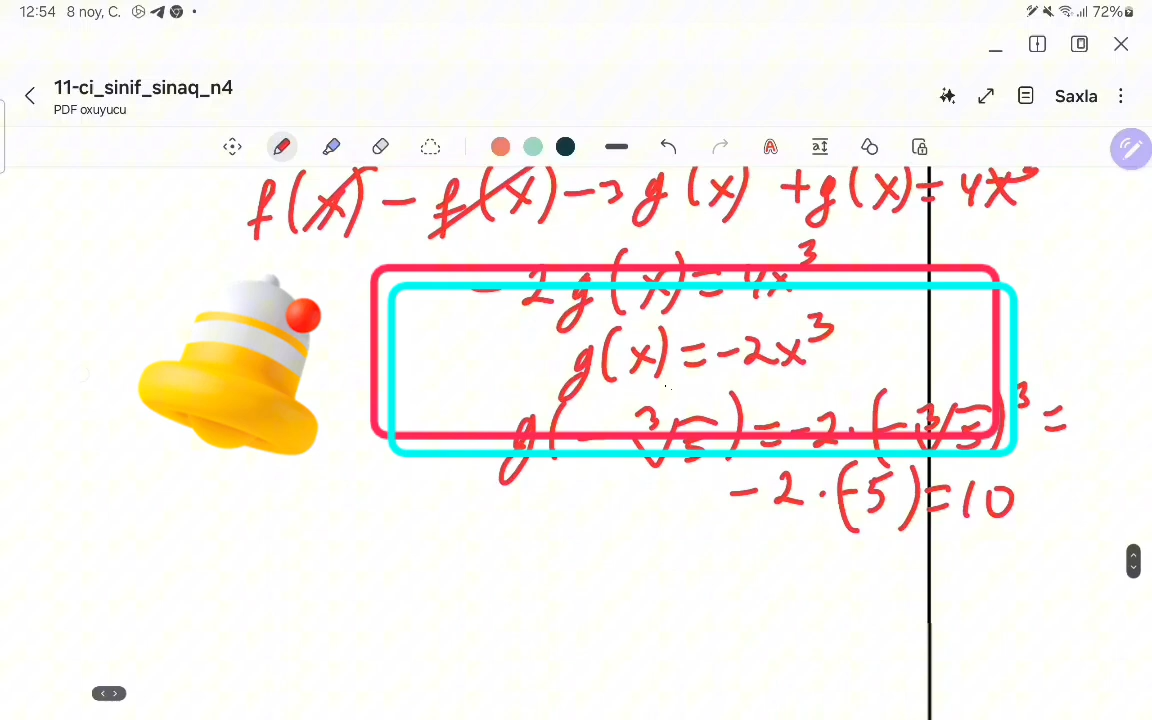 12:54 8 noy, C. 72%
11-ci_sinif_sinaq_n4
PDF oxuyucu
Saxla
f(x) - f(x) - 3g(x) + g(x) = 4x³
- 2g(x) = 4x³
g(x) = -2x³
g(-∛5) = -2·(-∛5)³ =
-2·(-5) = 10